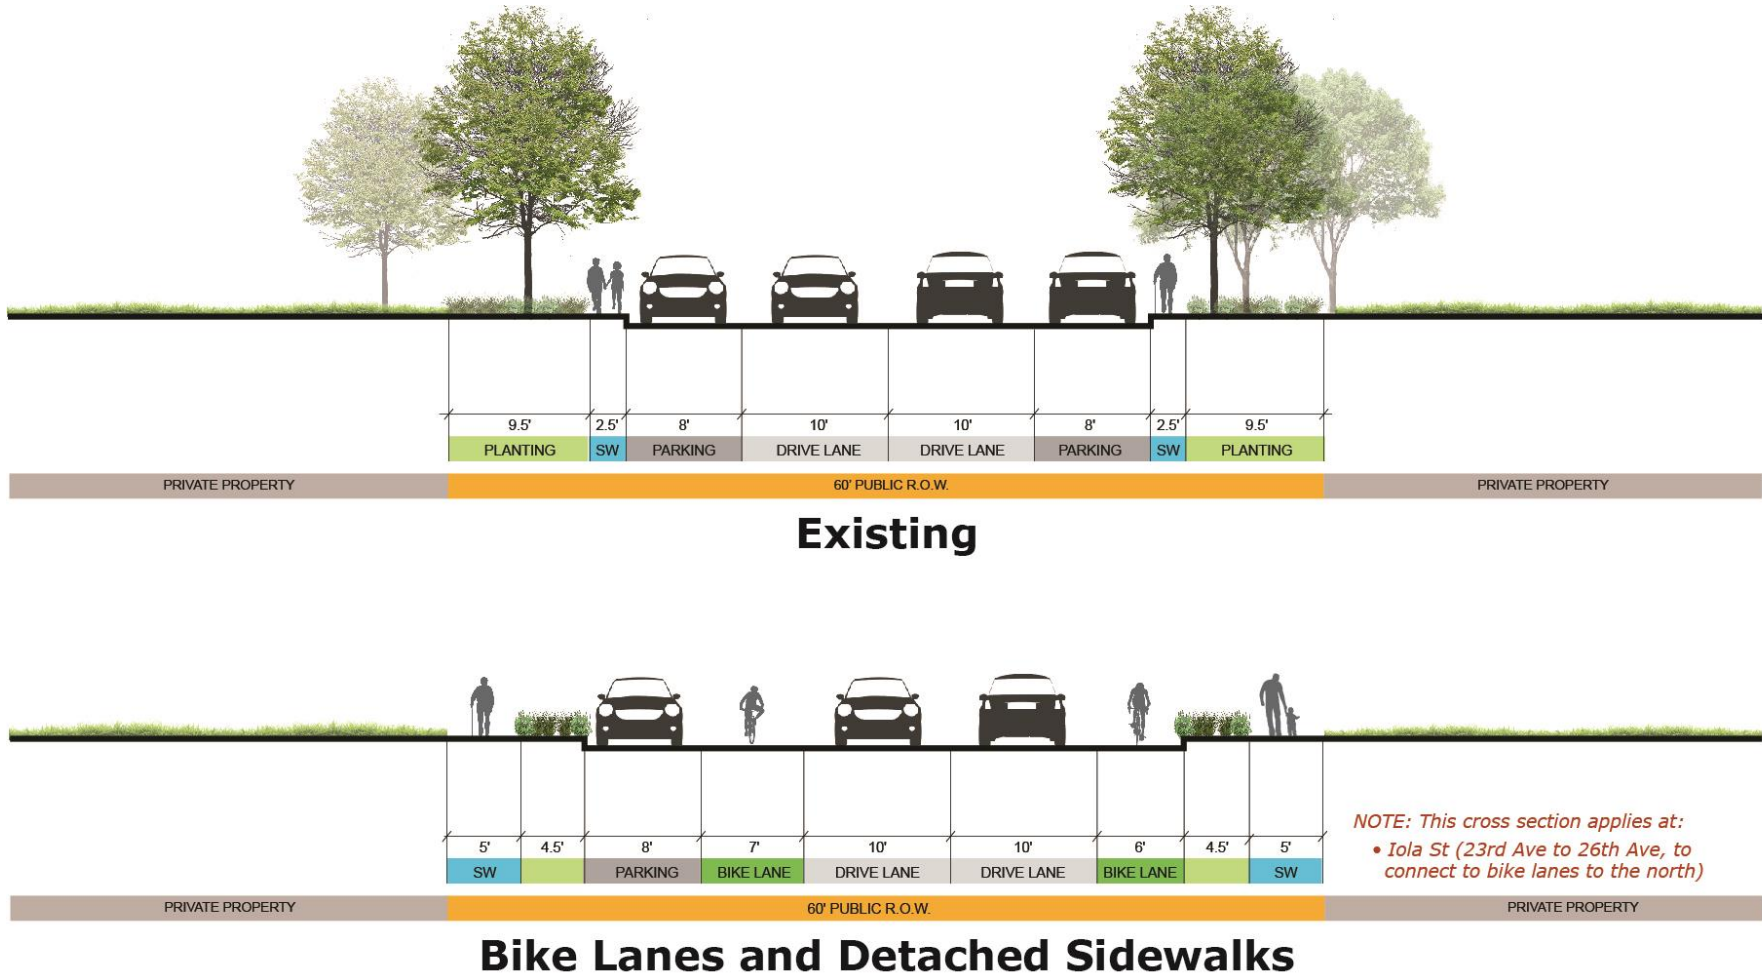 9.5' 2.5' 8' 10' 10' 8' 2.5' 9.5'
PLANTING SW PARKING DRIVE LANE DRIVE LANE PARKING SW PLANTING
PRIVATE PROPERTY 60' PUBLIC R.O.W. PRIVATE PROPERTY
Existing
NOTE: This cross section applies at:
• Iola St (23rd Ave to 26th Ave, to
connect to bike lanes to the north)
5' 4.5' 8' 7' 10' 10' 6' 4.5' 5'
SW PARKING BIKE LANE DRIVE LANE DRIVE LANE BIKE LANE SW
PRIVATE PROPERTY 60' PUBLIC R.O.W. PRIVATE PROPERTY
Bike Lanes and Detached Sidewalks